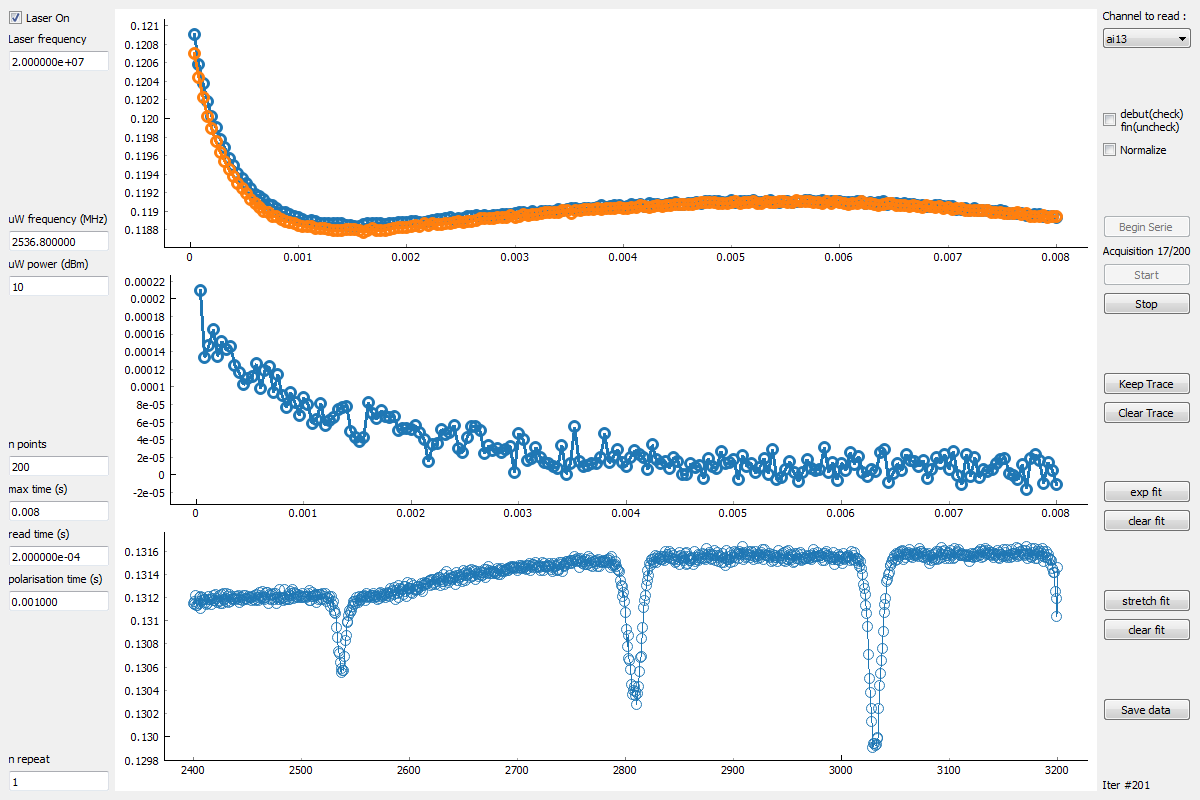 Laser On
Laser frequency
2.000000e+07
uW frequency (MHz)
2536.800000
uW power (dBm)
10
n points
200
max time (s)
0.008
read time (s)
2.000000e-04
polarisation time (s)
0.001000
n repeat
1
0.121
0.1208
0.1206
0.1204
0.1202
0.120
0.1198
0.1196
0.1194
0.1192
0.119
0.1188
0 0.001 0.002 0.003 0.004 0.005 0.006 0.007 0.008
0.00022
0.0002
0.00018
0.00016
0.00014
0.00012
0.0001
8e-05
6e-05
4e-05
2e-05
0
-2e-05
0 0.001 0.002 0.003 0.004 0.005 0.006 0.007 0.008
0.1316
0.1314
0.1312
0.131
0.1308
0.1306
0.1304
0.1302
0.130
0.1298
2400 2500 2600 2700 2800 2900 3000 3100 3200
Channel to read :
ai13
debut(check)
fin(uncheck)
Normalize
Begin Serie
Acquisition 17/200
Start
Stop
Keep Trace
Clear Trace
exp fit
clear fit
stretch fit
clear fit
Save data
Iter #201